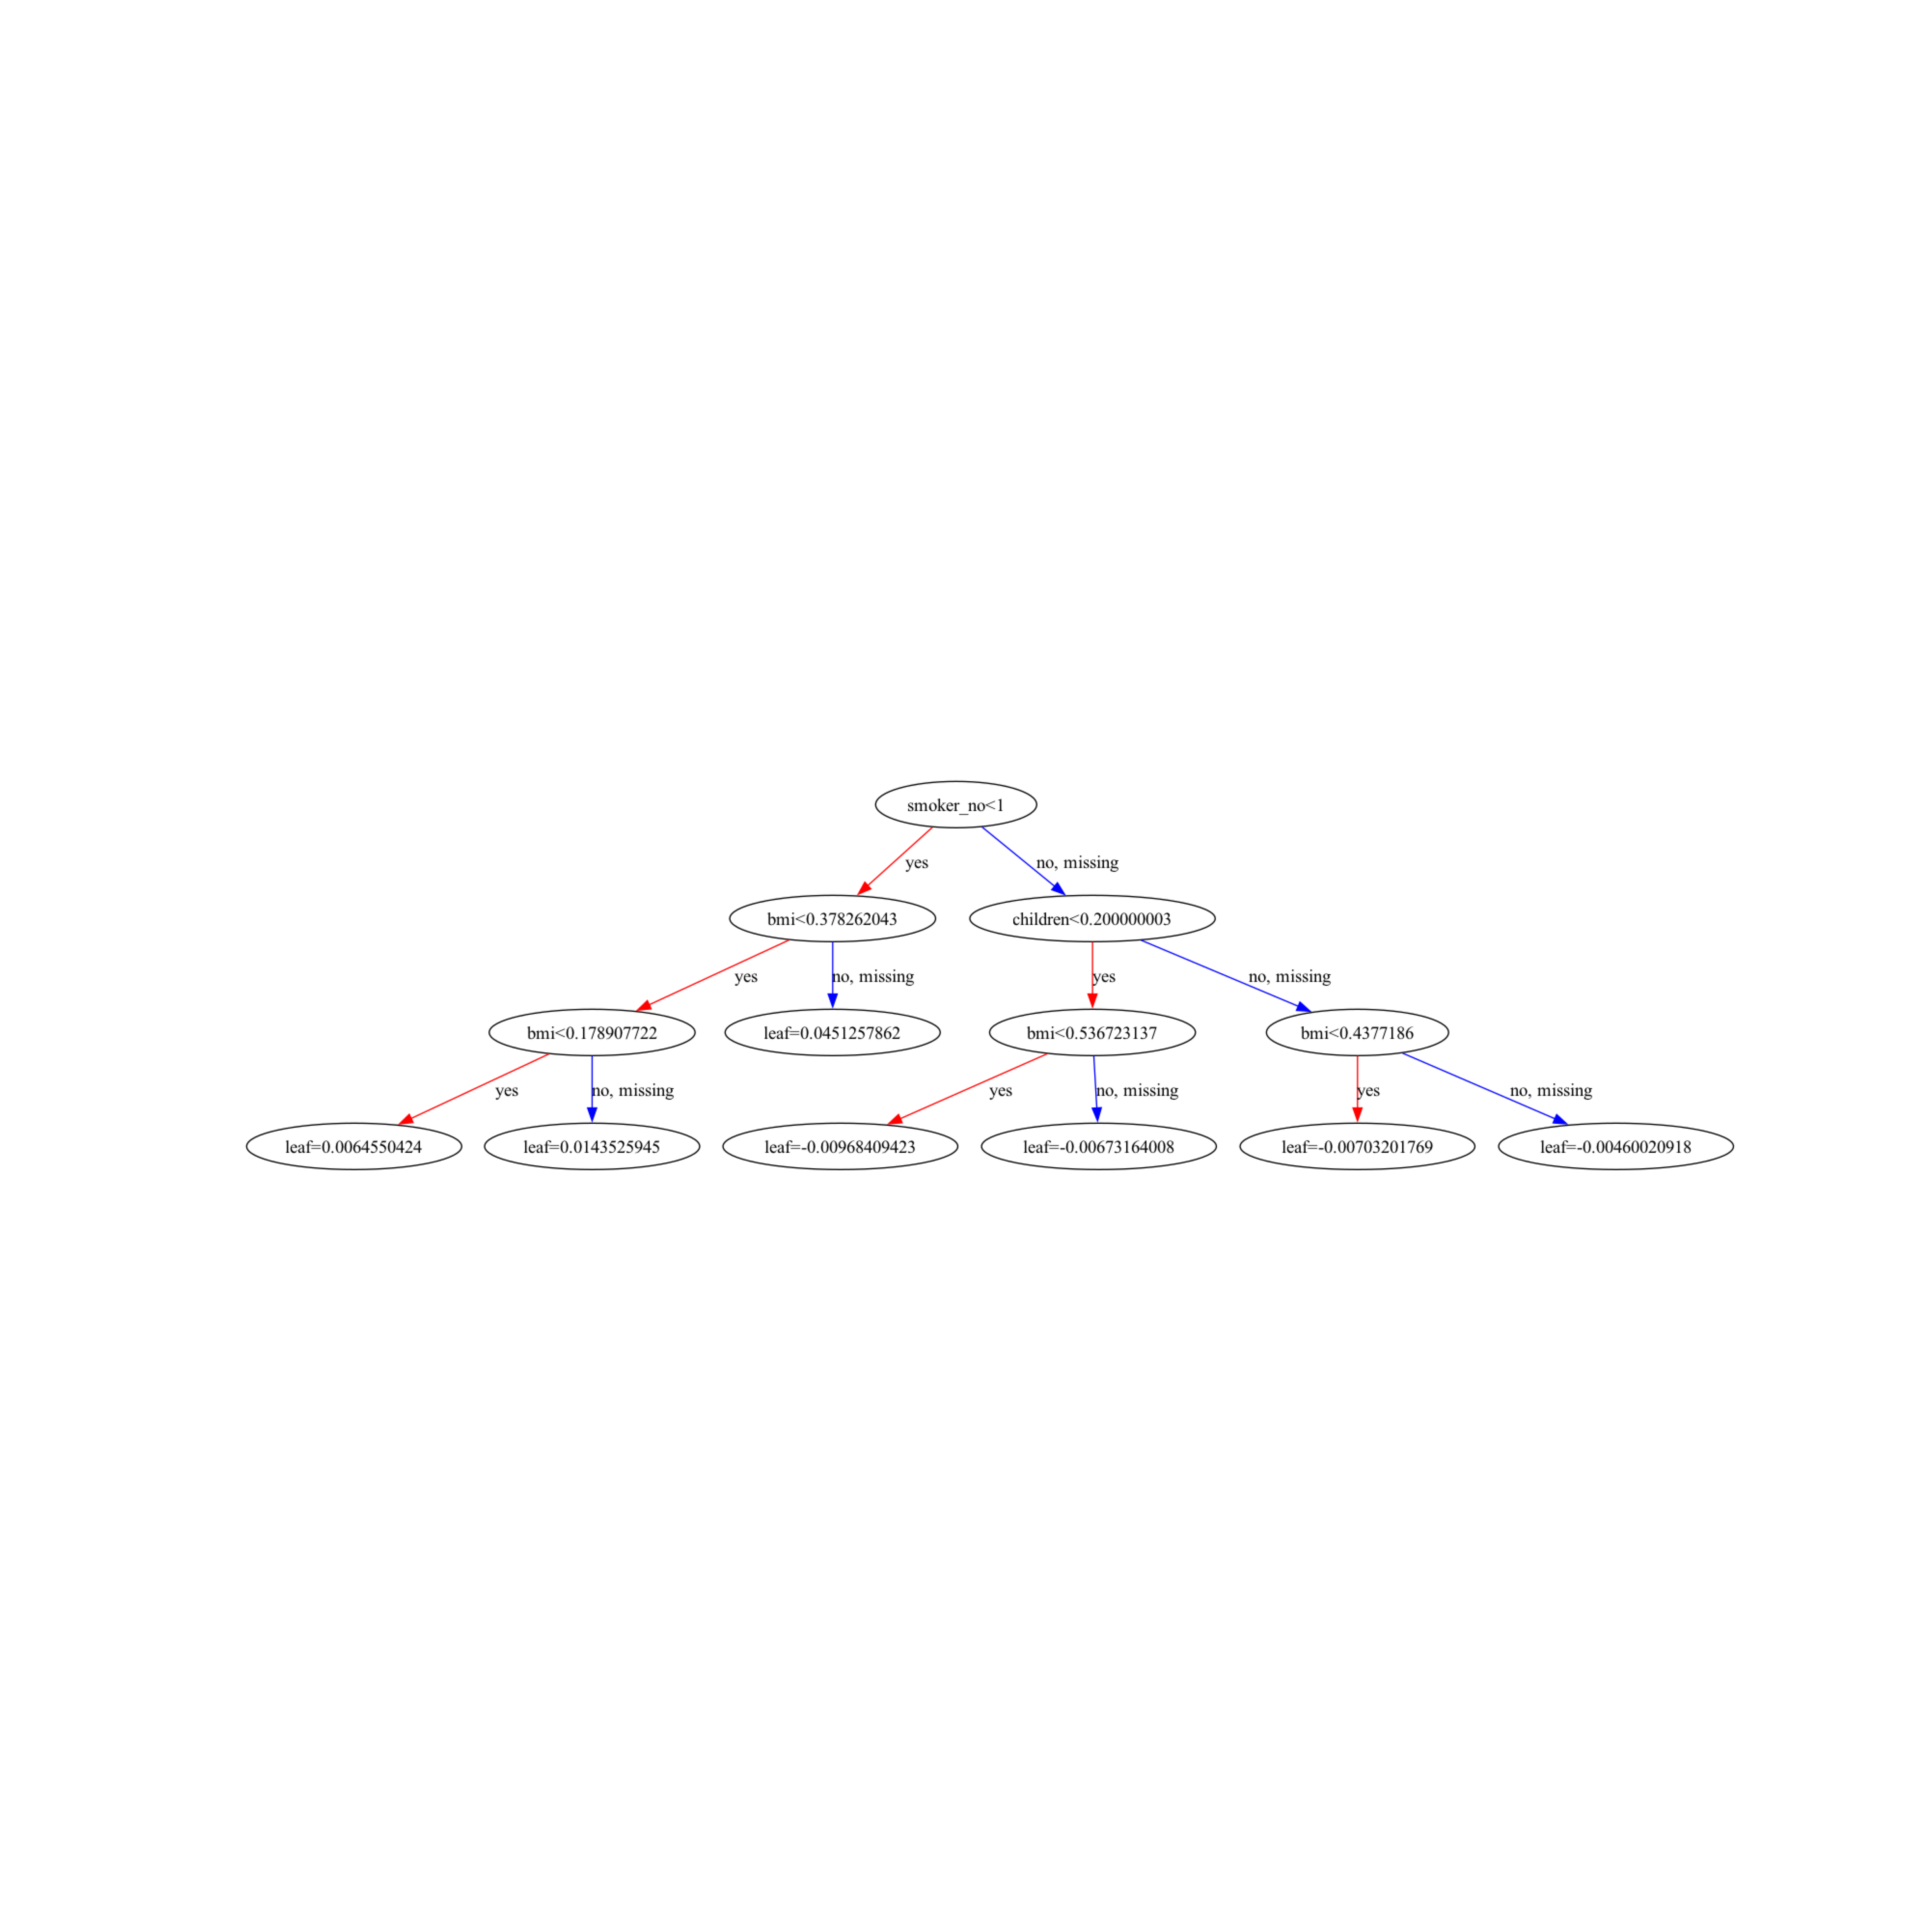 smoker_no<1
yes
no, missing
bmi<0.378262043
children<0.200000003
yes
no, missing
yes
no, missing
bmi<0.178907722
leaf=0.0451257862
bmi<0.536723137
bmi<0.4377186
yes
no, missing
yes
no, missing
yes
no, missing
leaf=0.0064550424
leaf=0.0143525945
leaf=-0.00968409423
leaf=-0.00673164008
leaf=-0.00703201769
leaf=-0.00460020918